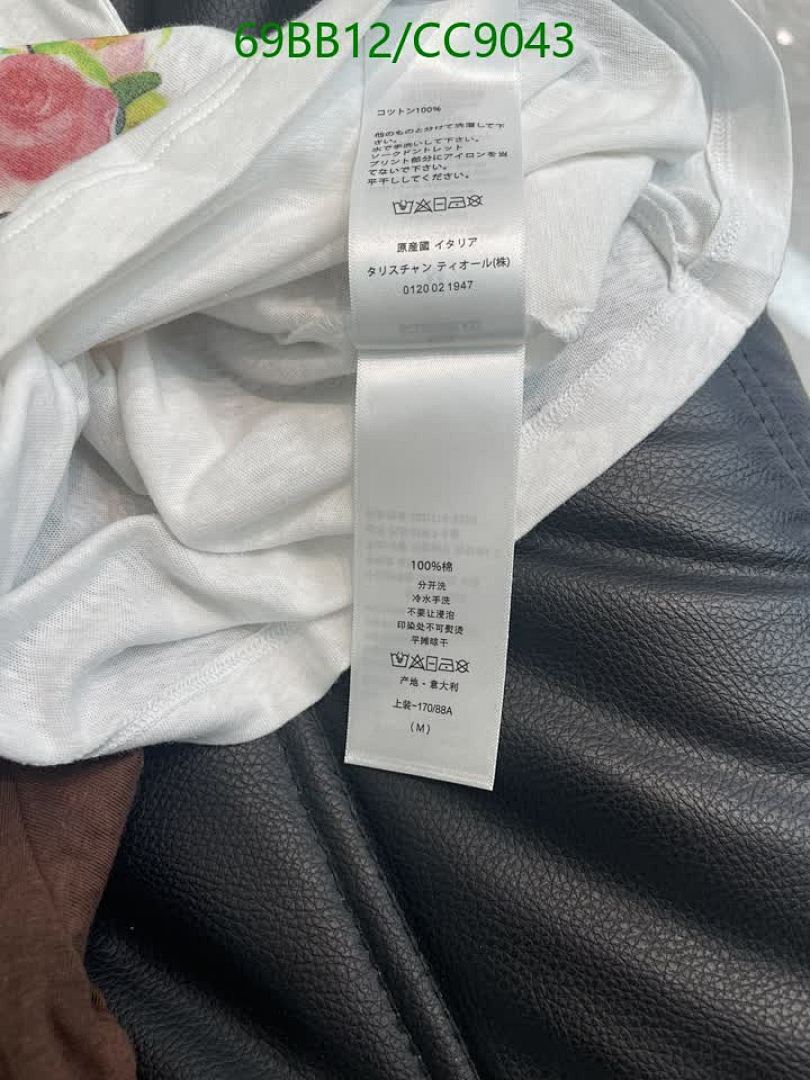 69BB12/CC9043
コットン100%
他のものと分けて洗濯して下
さい。
水で手洗いして下さい。
ソークドントレット
プリント部分にアイロンを当
てないで下さい。
平干ししてください。
原産國 イタリア
タリスチャン ティオール(株)
0120 02 1947
100%棉
分开洗
冷水手洗
不要让浸泡
印染处不可熨烫
平摊晾干
产地 - 意大利
上装-170/88A
(M)